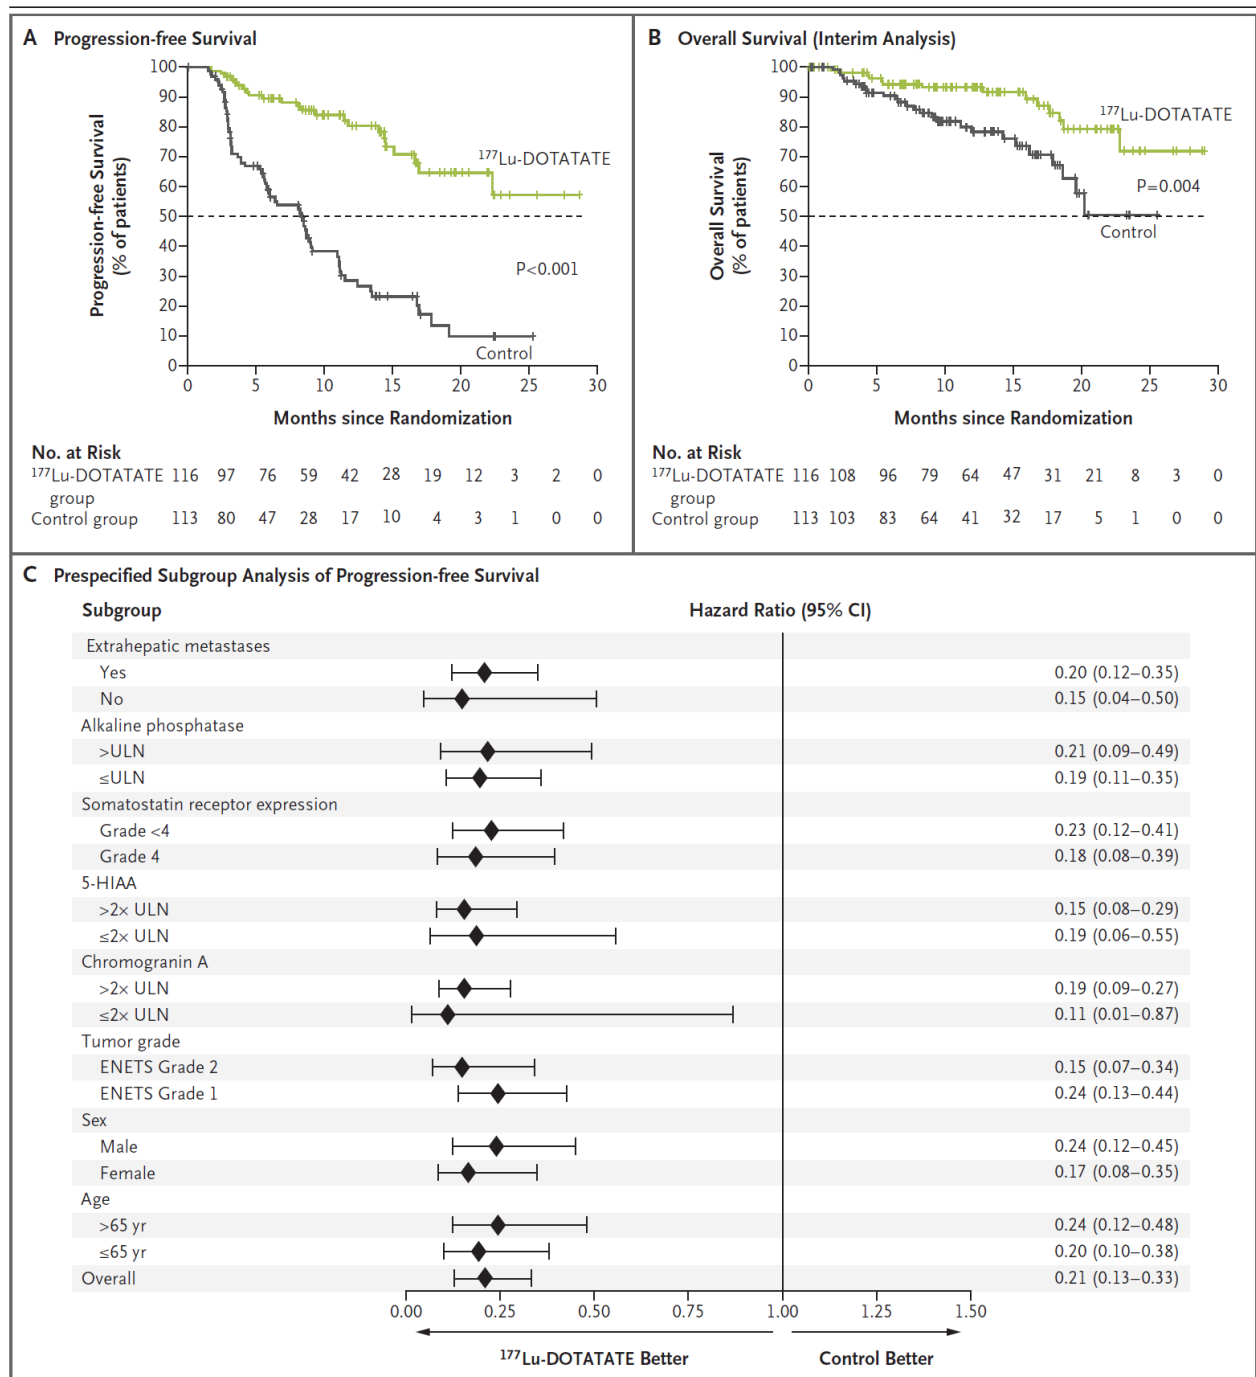 A Progression-free Survival
Progression-free Survival
(% of patients)
100
90
80
70
60
50
40
30
20
10
0
¹⁷⁷Lu-DOTATATE
P<0.001
Control
0 5 10 15 20 25 30
Months since Randomization
No. at Risk
¹⁷⁷Lu-DOTATATE 116 97 76 59 42 28 19 12 3 2 0
group
Control group 113 80 47 28 17 10 4 3 1 0 0
B Overall Survival (Interim Analysis)
Overall Survival
(% of patients)
100
90
80
70
60
50
40
30
20
10
0
¹⁷⁷Lu-DOTATATE
P=0.004
Control
0 5 10 15 20 25 30
Months since Randomization
No. at Risk
¹⁷⁷Lu-DOTATATE 116 108 96 79 64 47 31 21 8 3 0
group
Control group 113 103 83 64 41 32 17 5 1 0 0
C Prespecified Subgroup Analysis of Progression-free Survival
Subgroup Hazard Ratio (95% CI)
Extrahepatic metastases
Yes 0.20 (0.12–0.35)
No 0.15 (0.04–0.50)
Alkaline phosphatase
>ULN 0.21 (0.09–0.49)
≤ULN 0.19 (0.11–0.35)
Somatostatin receptor expression
Grade <4 0.23 (0.12–0.41)
Grade 4 0.18 (0.08–0.39)
5-HIAA
>2× ULN 0.15 (0.08–0.29)
≤2× ULN 0.19 (0.06–0.55)
Chromogranin A
>2× ULN 0.19 (0.09–0.27)
≤2× ULN 0.11 (0.01–0.87)
Tumor grade
ENETS Grade 2 0.15 (0.07–0.34)
ENETS Grade 1 0.24 (0.13–0.44)
Sex
Male 0.24 (0.12–0.45)
Female 0.17 (0.08–0.35)
Age
>65 yr 0.24 (0.12–0.48)
≤65 yr 0.20 (0.10–0.38)
Overall 0.21 (0.13–0.33)
0.00 0.25 0.50 0.75 1.00 1.25 1.50
¹⁷⁷Lu-DOTATATE Better Control Better